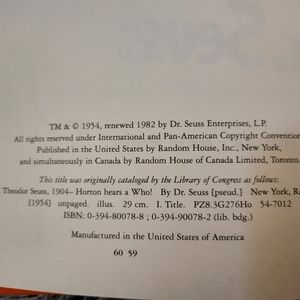 TM & © 1954, renewed 1982 by Dr. Seuss Enterprises, L.P.
All rights reserved under International and Pan-American Copyright Convention
Published in the United States by Random House, Inc., New York,
and simultaneously in Canada by Random House of Canada Limited, Toronto.
This title was originally cataloged by the Library of Congress as follows:
Theodor Seuss, 1904– Horton hears a Who! By Dr. Seuss [pseud.] New York, Ra
[1954] unpaged. illus. 29 cm. I. Title. PZ8.3G276Ho 54-7012
ISBN: 0-394-80078-8 ; 0-394-90078-2 (lib. bdg.)
Manufactured in the United States of America
60 59